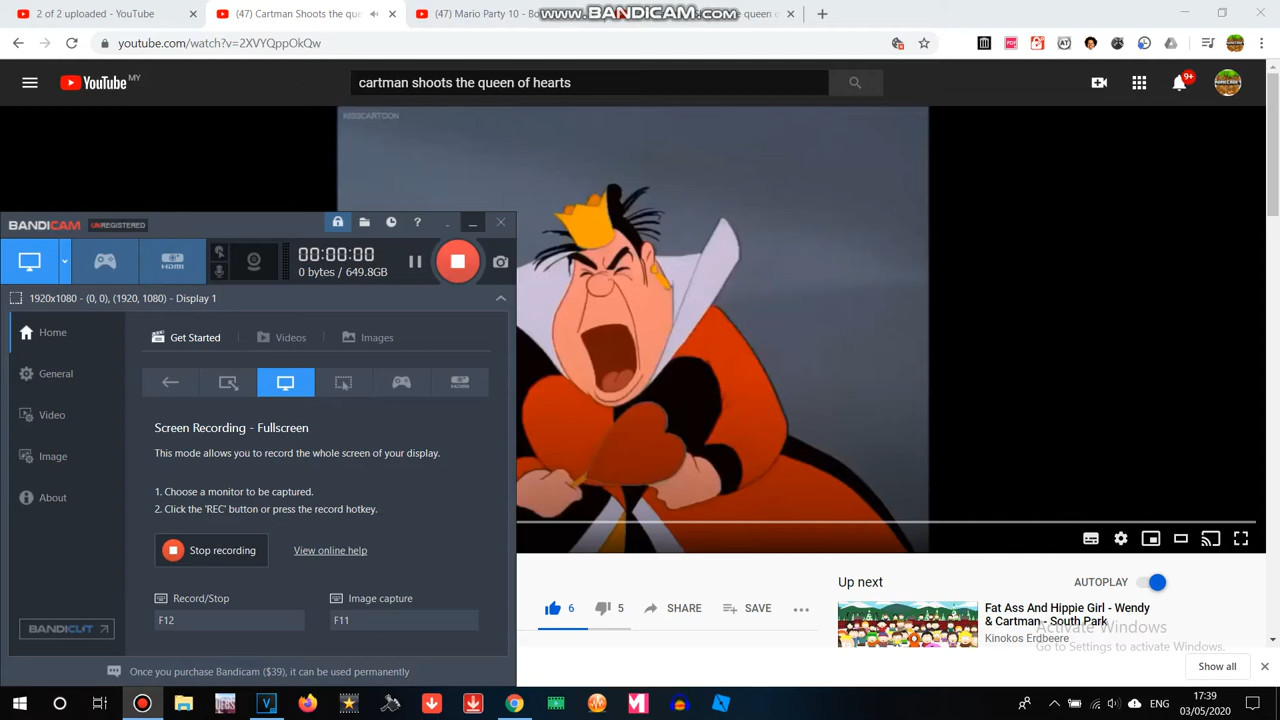 2 of 2 uploaded - YouTube
(47) Cartman Shoots the que
(47) Mario Party 10 - Bo
www.BANDICAM.com
e queen o
youtube.com/watch?v=2XVYQppOkQw
YouTube MY
cartman shoots the queen of hearts
9+
KISSCARTOON
BANDICAM UNREGISTERED
HDMI
00:00:00
0 bytes / 649.8GB
1920x1080 - (0, 0), (1920, 1080) - Display 1
Home
General
Video
Image
About
BANDICUT
Get Started
Videos
Images
Screen Recording - Fullscreen
This mode allows you to record the whole screen of your display.
1. Choose a monitor to be captured.
2. Click the 'REC' button or press the record hotkey.
Stop recording
View online help
Record/Stop
Image capture
F12
F11
Once you purchase Bandicam ($39), it can be used permanently
6
5
SHARE
SAVE
Up next
AUTOPLAY
Fat Ass And Hippie Girl - Wendy
& Cartman - South Park
Kinokos Erdbeere
Activate Windows
Go to Settings to activate Windows.
Show all
ENG
17:39
03/05/2020